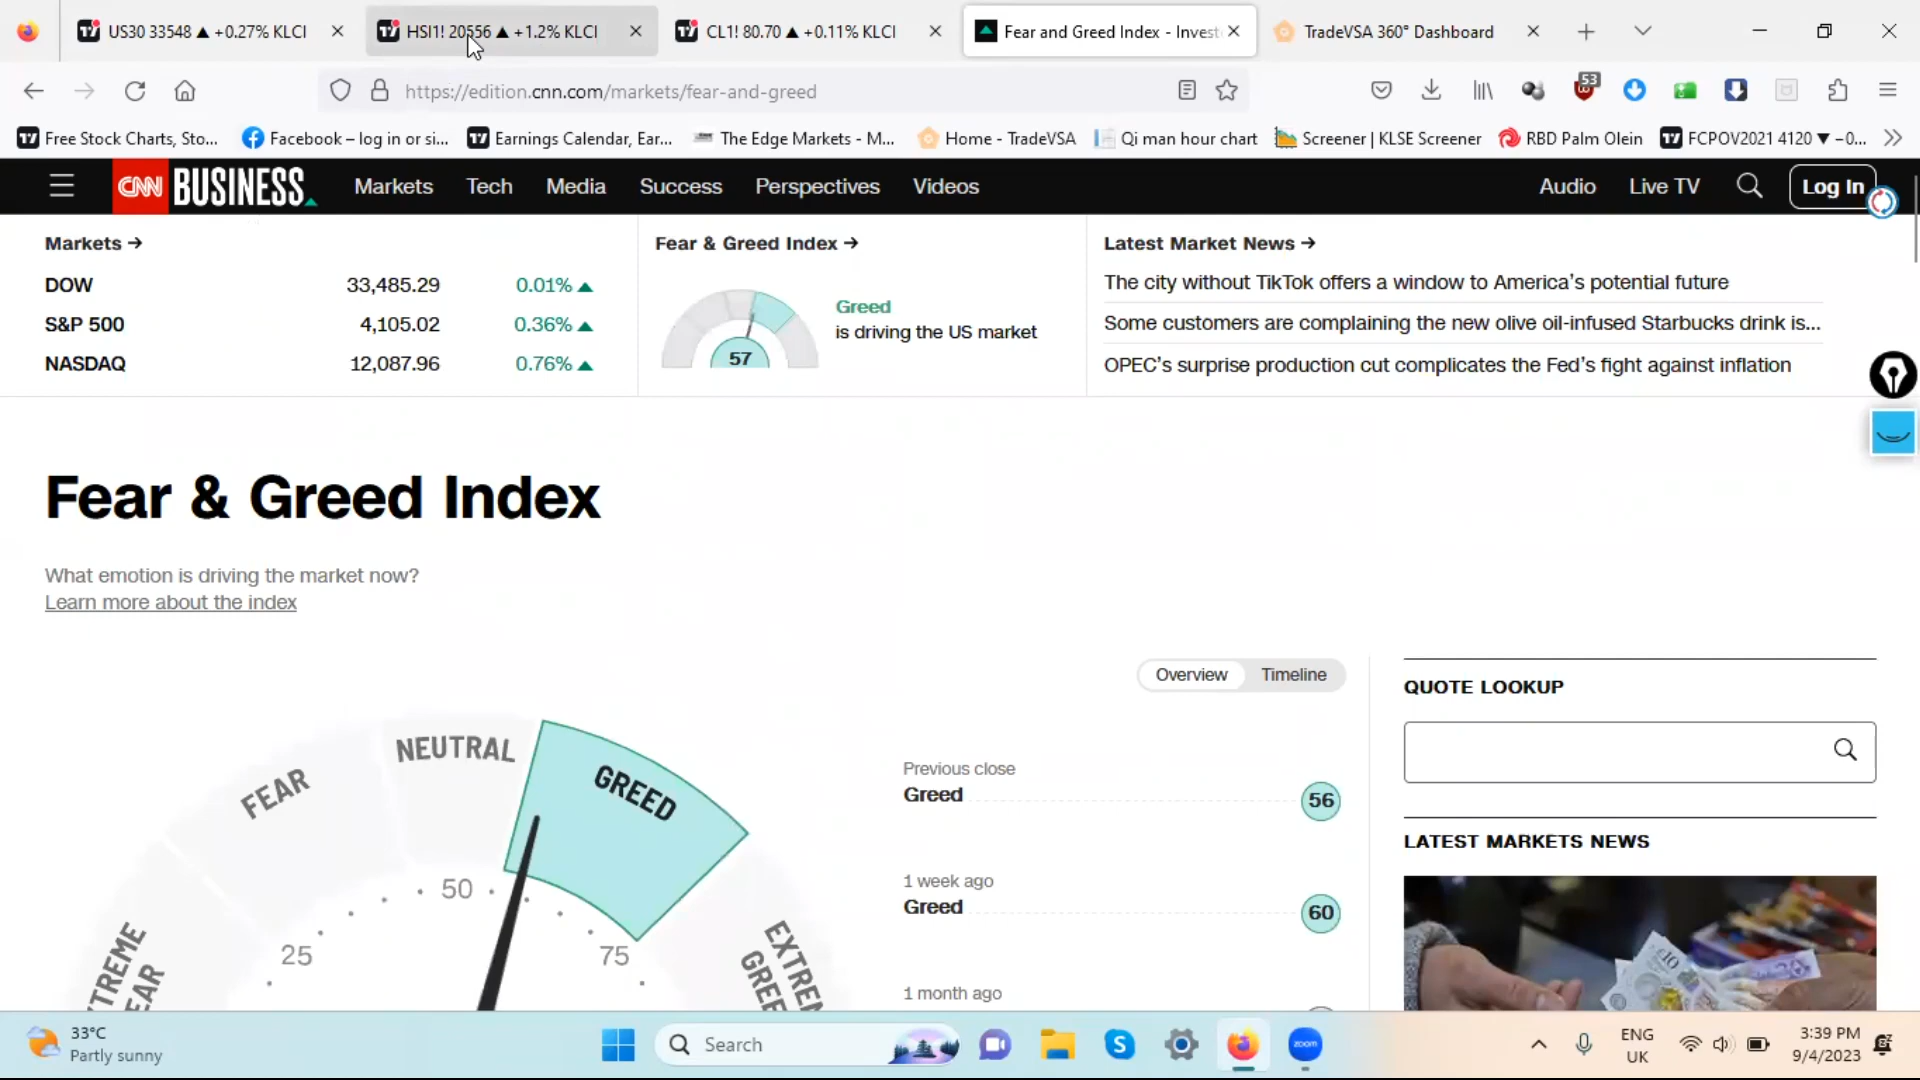 US30 33548 ▲ +0.27% KLCI
HSI1! 20556 ▲ +1.2% KLCI
CL1! 80.70 ▲ +0.11% KLCI
Fear and Greed Index - Invest
TradeVSA 360° Dashboard
https://edition.cnn.com/markets/fear-and-greed
53
Free Stock Charts, Sto...
Facebook – log in or si...
Earnings Calendar, Ear...
The Edge Markets - M...
Home - TradeVSA
Qi man hour chart
Screener | KLSE Screener
RBD Palm Olein
FCPOV2021 4120 ▼ −0...
CNN BUSINESS
Markets
Tech
Media
Success
Perspectives
Videos
Audio
Live TV
Log In
Markets →
DOW 33,485.29 0.01% ▲
S&P 500 4,105.02 0.36% ▲
NASDAQ 12,087.96 0.76% ▲
Fear & Greed Index →
57
Greed
is driving the US market
Latest Market News →
The city without TikTok offers a window to America's potential future
Some customers are complaining the new olive oil-infused Starbucks drink is...
OPEC's surprise production cut complicates the Fed's fight against inflation
Fear & Greed Index
What emotion is driving the market now?
Learn more about the index
Overview
Timeline
FEAR
NEUTRAL
GREED
25
50
75
Previous close
Greed 56
1 week ago
Greed 60
1 month ago
QUOTE LOOKUP
LATEST MARKETS NEWS
33°C
Partly sunny
Search
zoom
ENG
UK
3:39 PM
9/4/2023